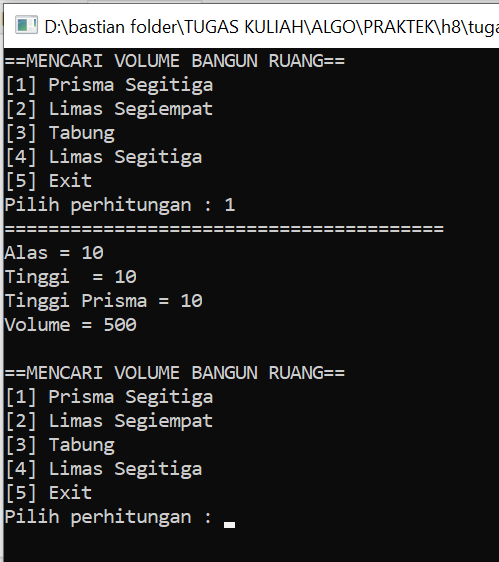 D:\bastian folder\TUGAS KULIAH\ALGO\PRAKTEK\h8\tuga
==MENCARI VOLUME BANGUN RUANG==
[1] Prisma Segitiga
[2] Limas Segiempat
[3] Tabung
[4] Limas Segitiga
[5] Exit
Pilih perhitungan : 1
========================================
Alas = 10
Tinggi  = 10
Tinggi Prisma = 10
Volume = 500
==MENCARI VOLUME BANGUN RUANG==
[1] Prisma Segitiga
[2] Limas Segiempat
[3] Tabung
[4] Limas Segitiga
[5] Exit
Pilih perhitungan :